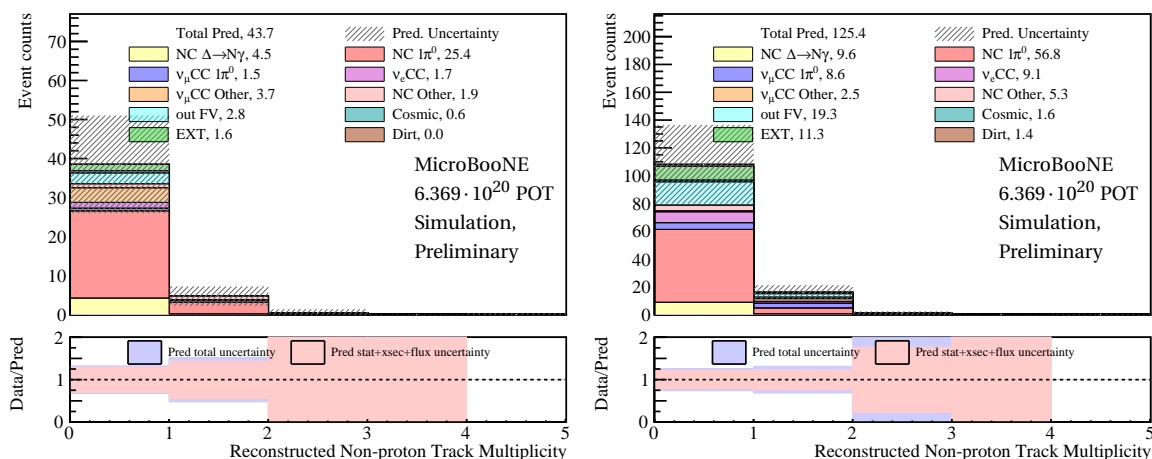 Event counts
Total Pred, 43.7
Pred. Uncertainty
NC Δ→Nγ, 4.5
NC 1π⁰, 25.4
νμCC 1π⁰, 1.5
νeCC, 1.7
νμCC Other, 3.7
NC Other, 1.9
out FV, 2.8
Cosmic, 0.6
EXT, 1.6
Dirt, 0.0
MicroBooNE
6.369·10²⁰ POT
Simulation,
Preliminary
70
60
50
40
30
20
10
0
Data/Pred
Pred total uncertainty
Pred stat+xsec+flux uncertainty
2
1
0
0 1 2 3 4 5
Reconstructed Non-proton Track Multiplicity
Event counts
Total Pred, 125.4
Pred. Uncertainty
NC Δ→Nγ, 9.6
NC 1π⁰, 56.8
νμCC 1π⁰, 8.6
νeCC, 9.1
νμCC Other, 2.5
NC Other, 5.3
out FV, 19.3
Cosmic, 1.6
EXT, 11.3
Dirt, 1.4
MicroBooNE
6.369·10²⁰ POT
Simulation,
Preliminary
200
180
160
140
120
100
80
60
40
20
0
Data/Pred
Pred total uncertainty
Pred stat+xsec+flux uncertainty
2
1
0
0 1 2 3 4 5
Reconstructed Non-proton Track Multiplicity